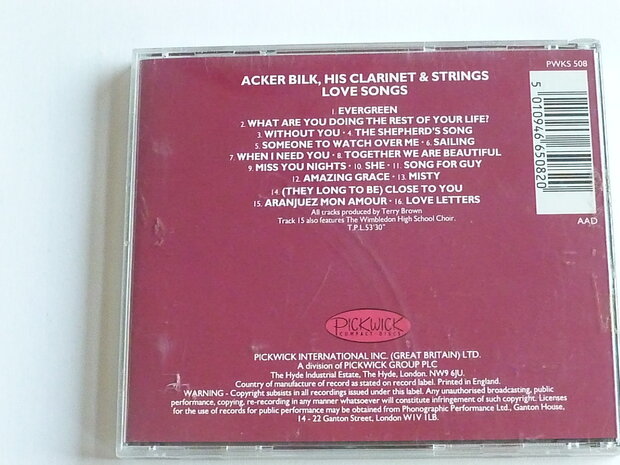 PWKS 508
ACKER BILK, HIS CLARINET & STRINGS
LOVE SONGS
1. EVERGREEN
2. WHAT ARE YOU DOING THE REST OF YOUR LIFE?
3. WITHOUT YOU · 4. THE SHEPHERD'S SONG
5. SOMEONE TO WATCH OVER ME · 6. SAILING
7. WHEN I NEED YOU · 8. TOGETHER WE ARE BEAUTIFUL
9. MISS YOU NIGHTS · 10. SHE · 11. SONG FOR GUY
12. AMAZING GRACE · 13. MISTY
14. (THEY LONG TO BE) CLOSE TO YOU
15. ARANJUEZ MON AMOUR · 16. LOVE LETTERS
All tracks produced by Terry Brown
Track 15 also features The Wimbledon High School Choir.
T.P.L.53'30"
5 010946 650820
AAD
PICKWICK
COMPACT · DISCS
PICKWICK INTERNATIONAL INC. (GREAT BRITAIN) LTD.
A division of PICKWICK GROUP PLC
The Hyde Industrial Estate, The Hyde, London. NW9 6JU.
Country of manufacture of record as stated on record label. Printed in England.
WARNING - Copyright subsists in all recordings issued under this label. Any unauthorised broadcasting, public
performance, copying, re-recording in any manner whatsoever will constitute infringement of such copyright. Licenses
for the use of records for public performance may be obtained from Phonographic Performance Ltd., Ganton House,
14 - 22 Ganton Street, London W1V 1LB.